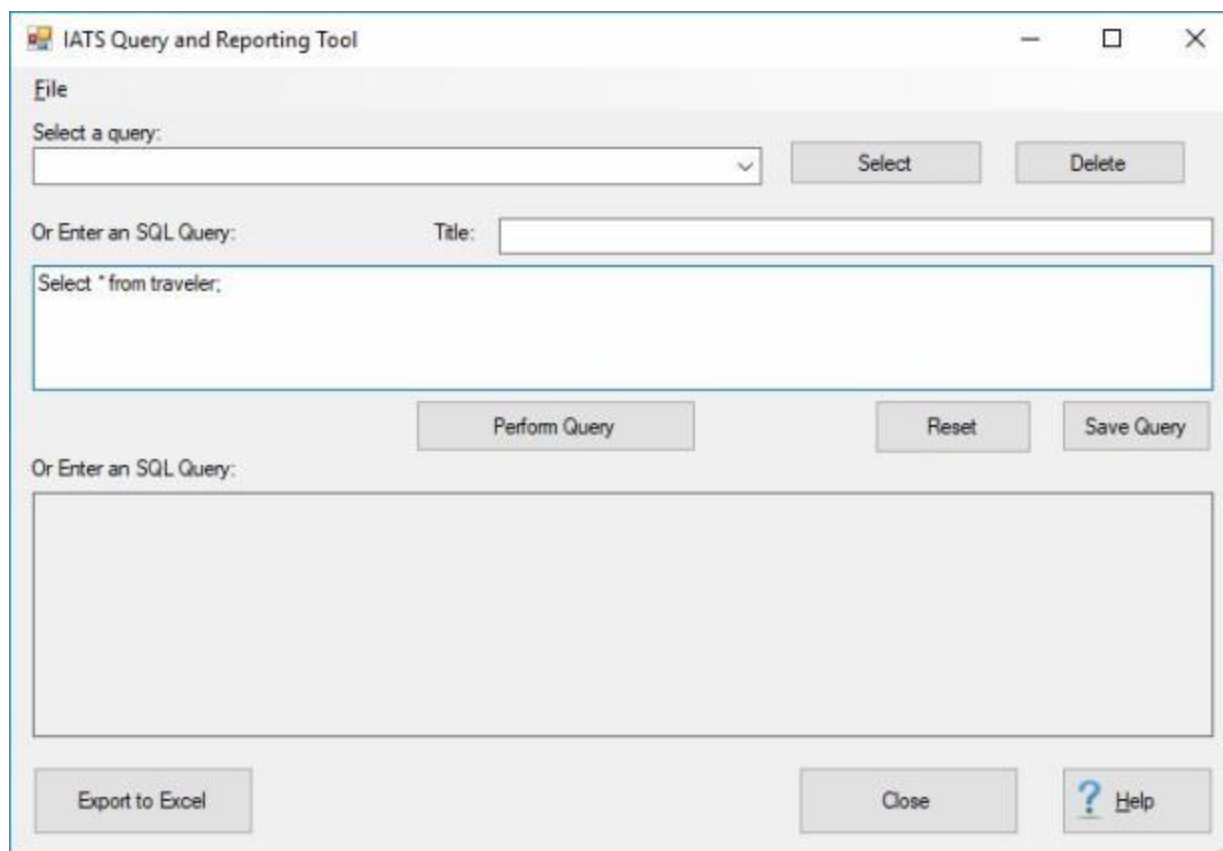 IATS Query and Reporting Tool
File
Select a query:
Select
Delete
Or Enter an SQL Query:
Title:
Select * from traveler;
Perform Query
Reset
Save Query
Or Enter an SQL Query:
Export to Excel
Close
? Help